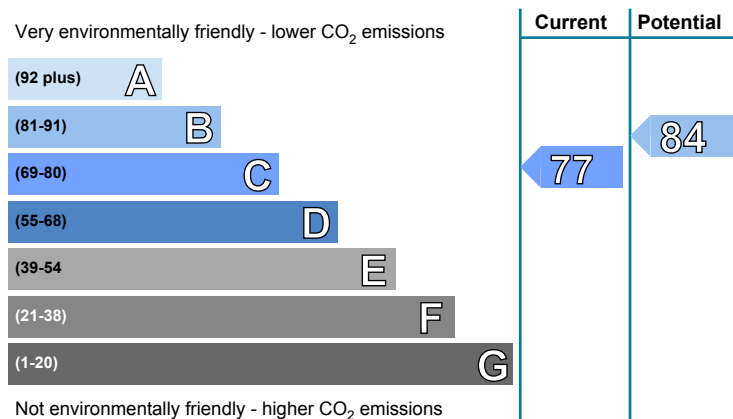 Very environmentally friendly - lower CO₂ emissions
Current
Potential
(92 plus) A
(81-91) B
84
(69-80) C
77
(55-68) D
(39-54 E
(21-38) F
(1-20) G
Not environmentally friendly - higher CO₂ emissions